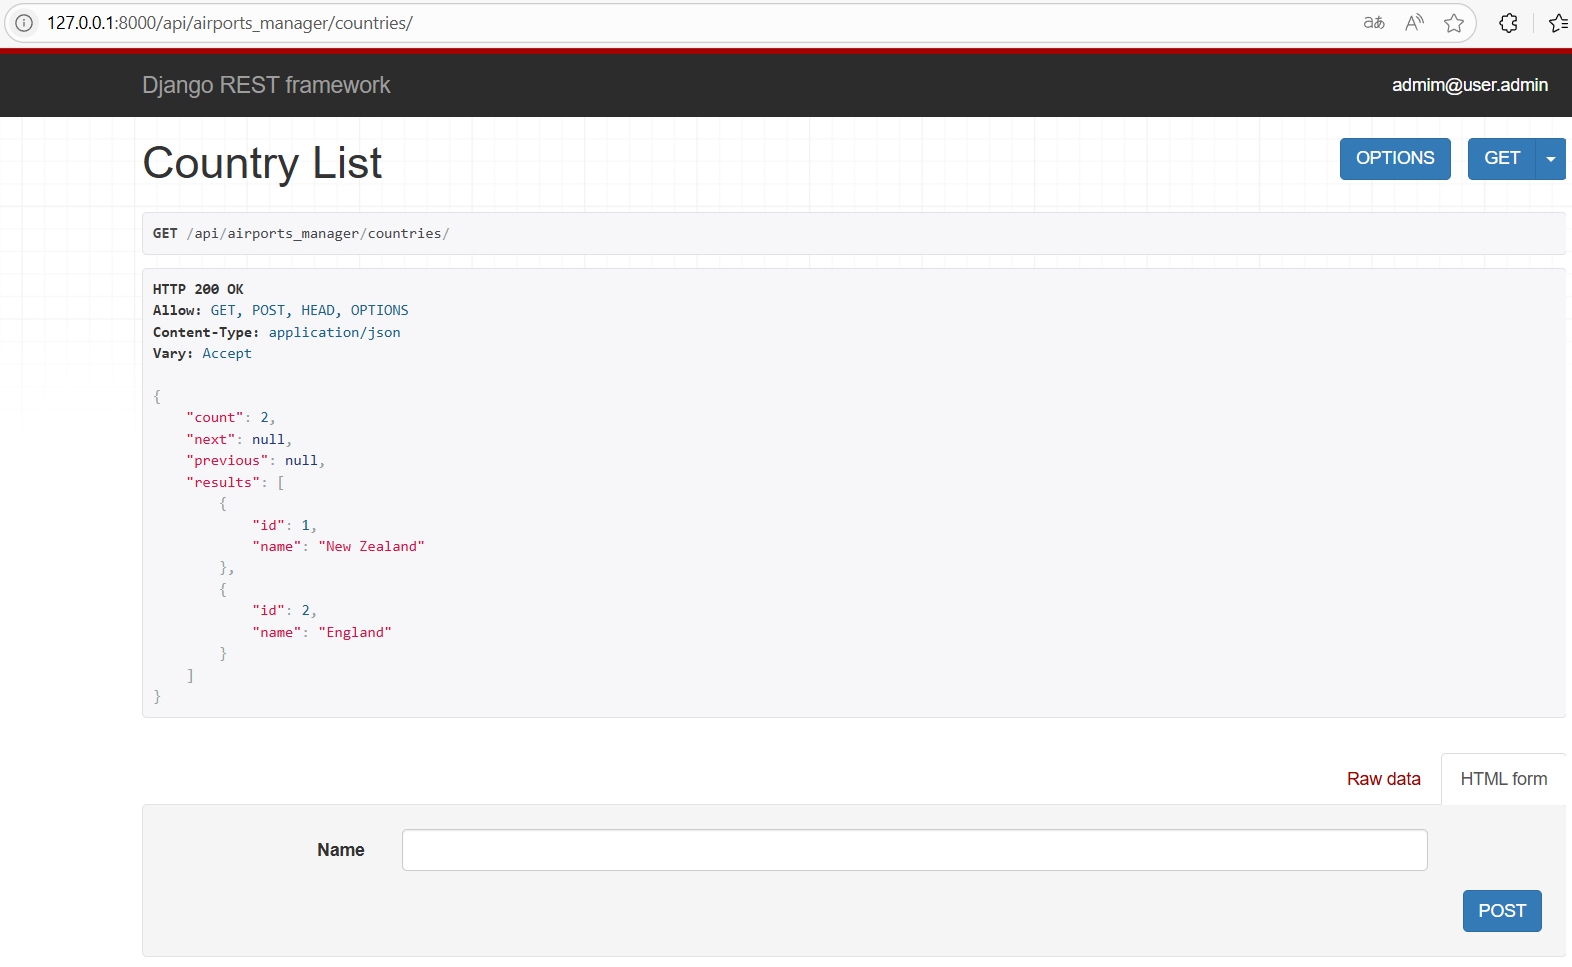 127.0.0.1:8000/api/airports_manager/countries/
Django REST framework
admim@user.admin
Country List
OPTIONS
GET
GET /api/airports_manager/countries/
HTTP 200 OK
Allow: GET, POST, HEAD, OPTIONS
Content-Type: application/json
Vary: Accept
{
    "count": 2,
    "next": null,
    "previous": null,
    "results": [
        {
            "id": 1,
            "name": "New Zealand"
        },
        {
            "id": 2,
            "name": "England"
        }
    ]
}
Raw data
HTML form
Name
POST